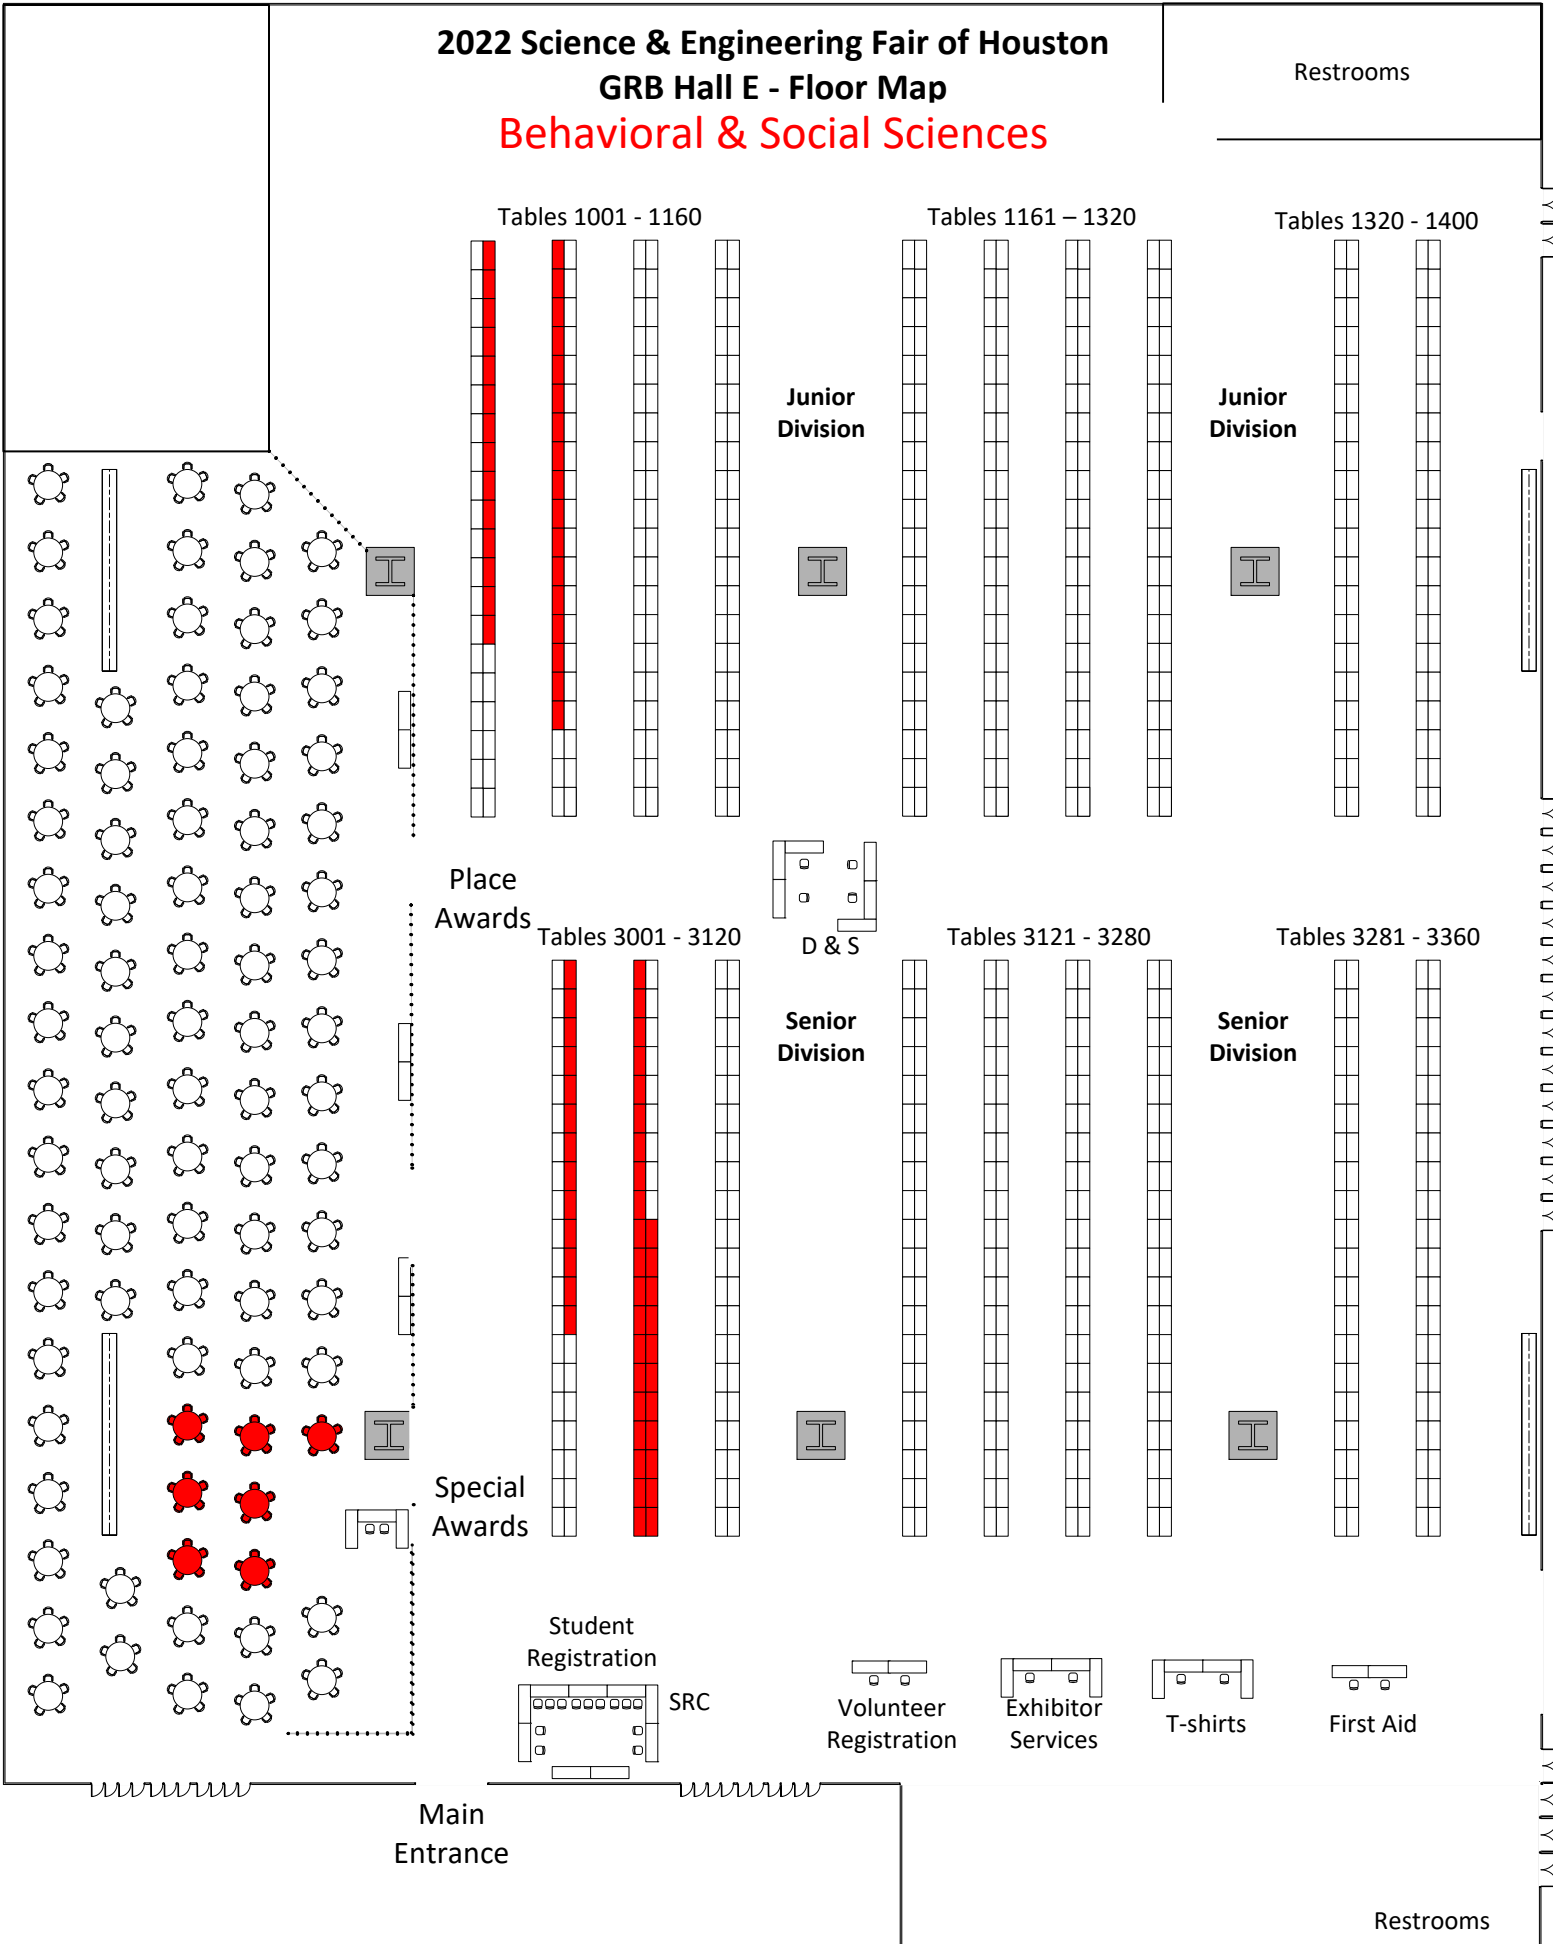 2022 Science & Engineering Fair of Houston
GRB Hall E - Floor Map
Behavioral & Social Sciences
Restrooms
Tables 1001 - 1160
Tables 1161 – 1320
Tables 1320 - 1400
Junior
Division
Junior
Division
Place
Awards
D & S
Tables 3001 - 3120
Tables 3121 - 3280
Tables 3281 - 3360
Senior
Division
Senior
Division
Special
Awards
Student
Registration
SRC
Volunteer
Registration
Exhibitor
Services
T-shirts
First Aid
Main
Entrance
Restrooms